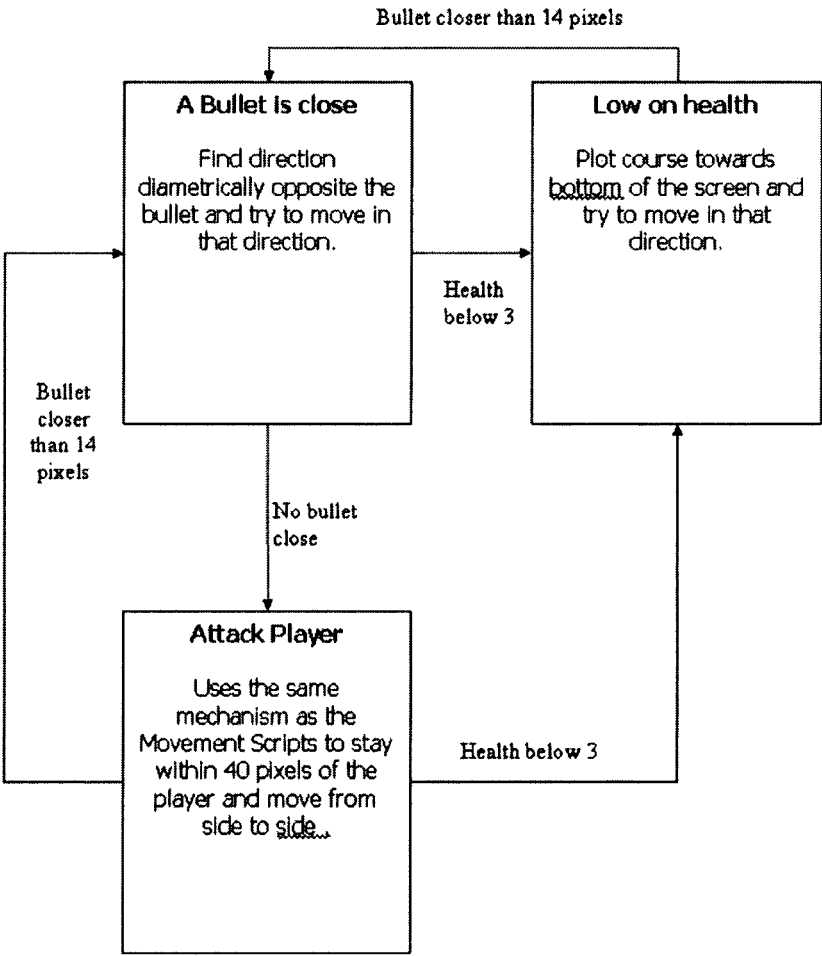 Bullet closer than 14 pixels
A Bullet is close
Find direction
diametrically opposite the
bullet and try to move in
that direction.
Low on health
Plot course towards
bottom of the screen and
try to move in that
direction.
Health
below 3
Bullet
closer
than 14
pixels
No bullet
close
Attack Player
Uses the same
mechanism as the
Movement Scripts to stay
within 40 pixels of the
player and move from
side to side..
Health below 3